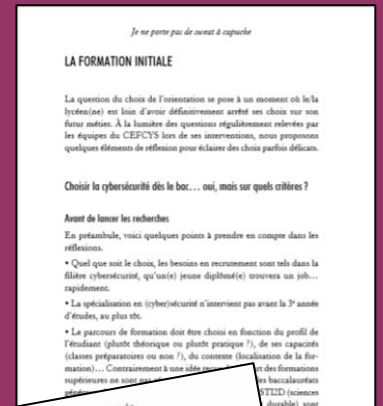 Je ne porte pas de sweat à capuche
LA FORMATION INITIALE
La question du choix de l'orientation se pose à un moment où le/la
lycéen(ne) est loin d'avoir définitivement arrêté ses choix sur son
futur métier. À la lumière des questions régulièrement relevées par
les équipes du CEFCYS lors de ses interventions, nous proposons
quelques éléments de réflexion pour éclairer des choix parfois délicats.
Choisir la cybersécurité dès le bac… oui, mais sur quels critères ?
Avant de lancer les recherches
En préambule, voici quelques points à prendre en compte dans les
réflexions.
• Quel que soit le choix, les besoins en recrutement sont tels dans la
filière cybersécurité, qu'un(e) jeune diplômé(e) trouvera un job…
rapidement.
• La spécialisation en (cyber)sécurité n'intervient pas avant la 3e année
d'études, au plus tôt.
• Le parcours de formation doit être choisi en fonction du profil de
l'étudiant (plutôt théorique ou plutôt pratique ?), de ses capacités
(classes préparatoires ou non ?), du contexte (localisation de la for-
mation)… Contrairement à une idée des formations
supérieures ne sont pas les baccalauréats
(sciences
durable) sont